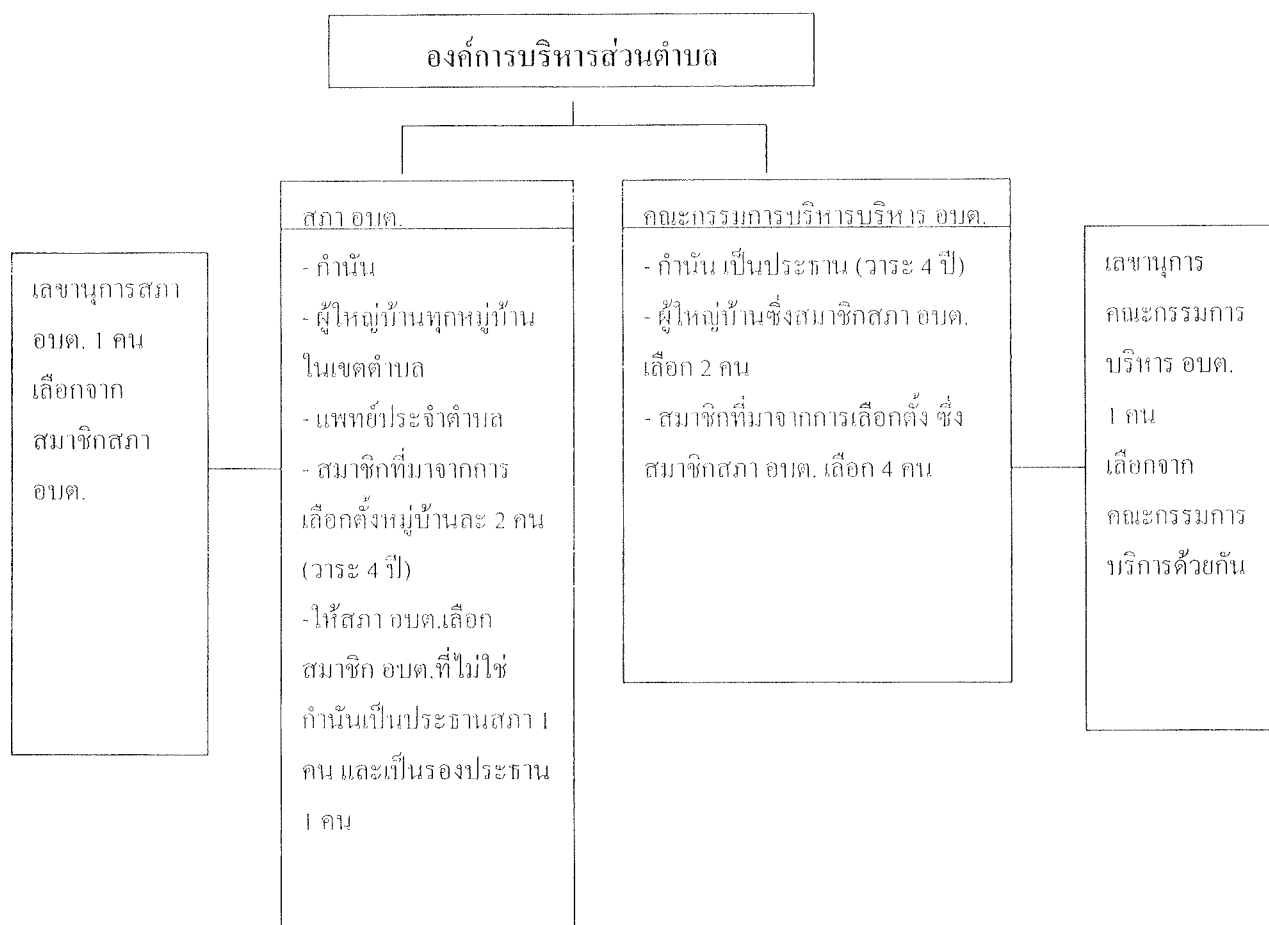 องค์การบริหารส่วนตำบล
สภา อบต.
- กำนัน
- ผู้ใหญ่บ้านทุกหมู่บ้าน
ในเขตตำบล
- แพทย์ประจำตำบล
- สมาชิกที่มาจากการ
เลือกตั้งหมู่บ้านละ 2 คน
(วาระ 4 ปี)
-ให้สภา อบต.เลือก
สมาชิก อบต.ที่ไม่ใช่
กำนันเป็นประธานสภา 1
คน และเป็นรองประธาน
1 คน
คณะกรรมการบริหารบริหาร อบต.
- กำนัน เป็นประธาน (วาระ 4 ปี)
- ผู้ใหญ่บ้านซึ่งสมาชิกสภา อบต.
เลือก 2 คน
- สมาชิกที่มาจากการเลือกตั้ง ซึ่ง
สมาชิกสภา อบต. เลือก 4 คน
เลขานุการสภา
อบต. 1 คน
เลือกจาก
สมาชิกสภา
อบต.
เลขานุการ
คณะกรรมการ
บริหาร อบต.
1 คน
เลือกจาก
คณะกรรมการ
บริการด้วยกัน